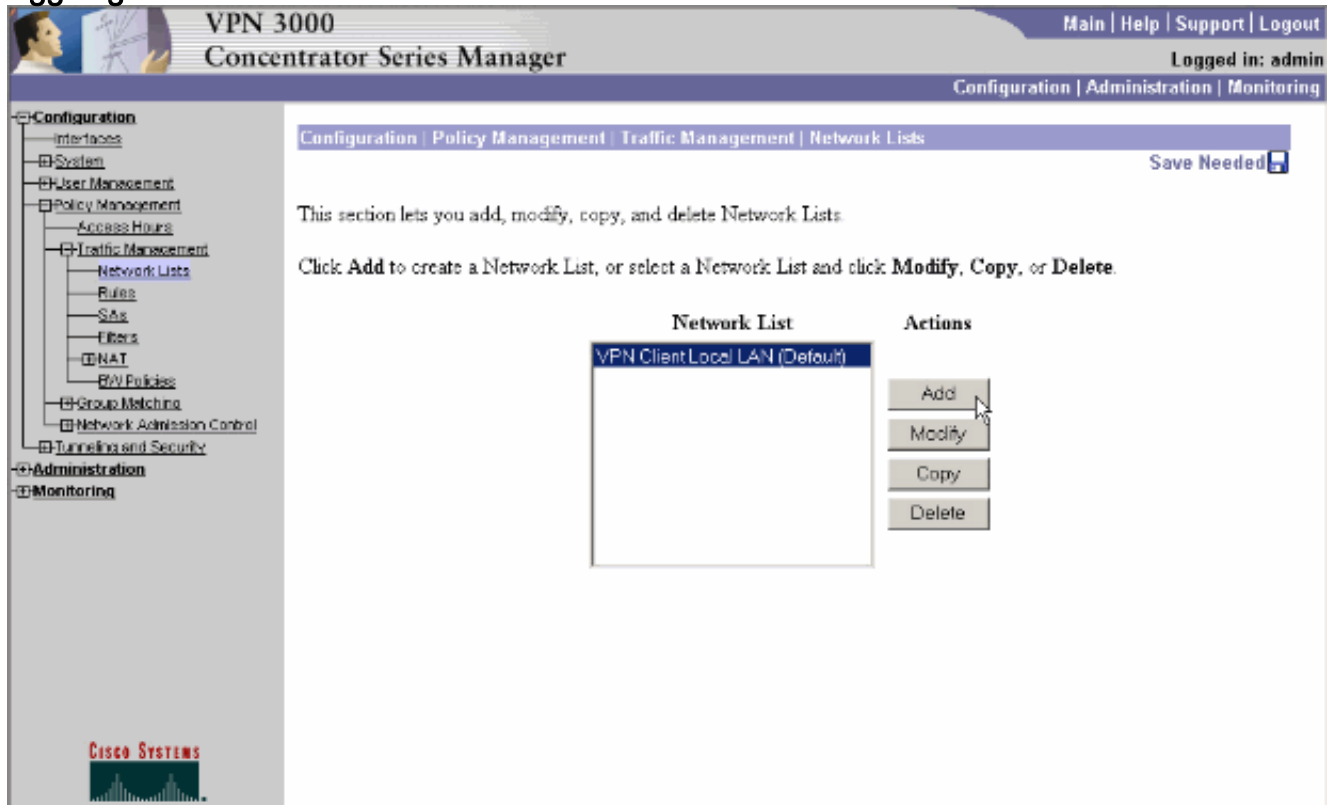 VPN 3000
Concentrator Series Manager
Main | Help | Support | Logout
Logged in: admin
Configuration | Administration | Monitoring
Configuration
Interfaces
System
User Management
Policy Management
Access Hours
Traffic Management
Network Lists
Rules
SAs
Filters
NAT
BW Policies
Group Matching
Network Admission Control
Tunneling and Security
Administration
Monitoring
Configuration | Policy Management | Traffic Management | Network Lists
Save Needed
This section lets you add, modify, copy, and delete Network Lists.
Click Add to create a Network List, or select a Network List and click Modify, Copy, or Delete.
Network List
Actions
VPN Client Local LAN (Default)
Add
Modify
Copy
Delete
CISCO SYSTEMS